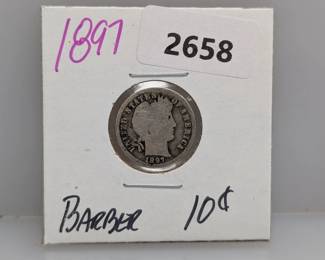 1897
2658
UNITED STATES OF AMERICA
1897
BARBER 10¢